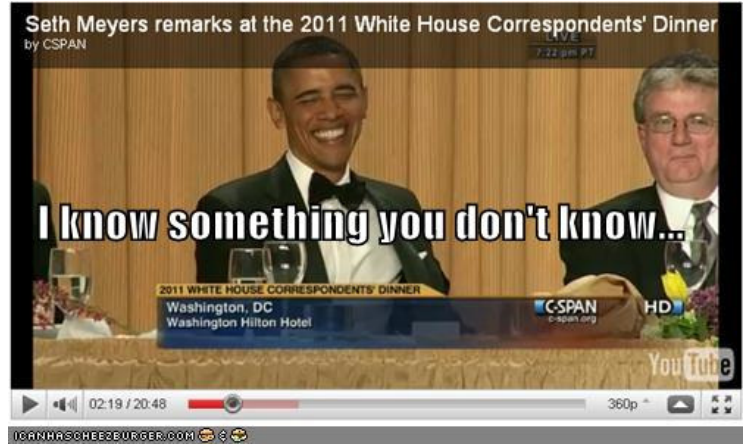 Seth Meyers remarks at the 2011 White House Correspondents' Dinner
by CSPAN
LIVE
7:22 pm PT
I know something you don't know...
2011 WHITE HOUSE CORRESPONDENTS' DINNER
Washington, DC
Washington Hilton Hotel
C-SPAN
c-span.org
HD
YouTube
02:19 / 20:48
360p
ICANHASCHEEZBURGER.COM